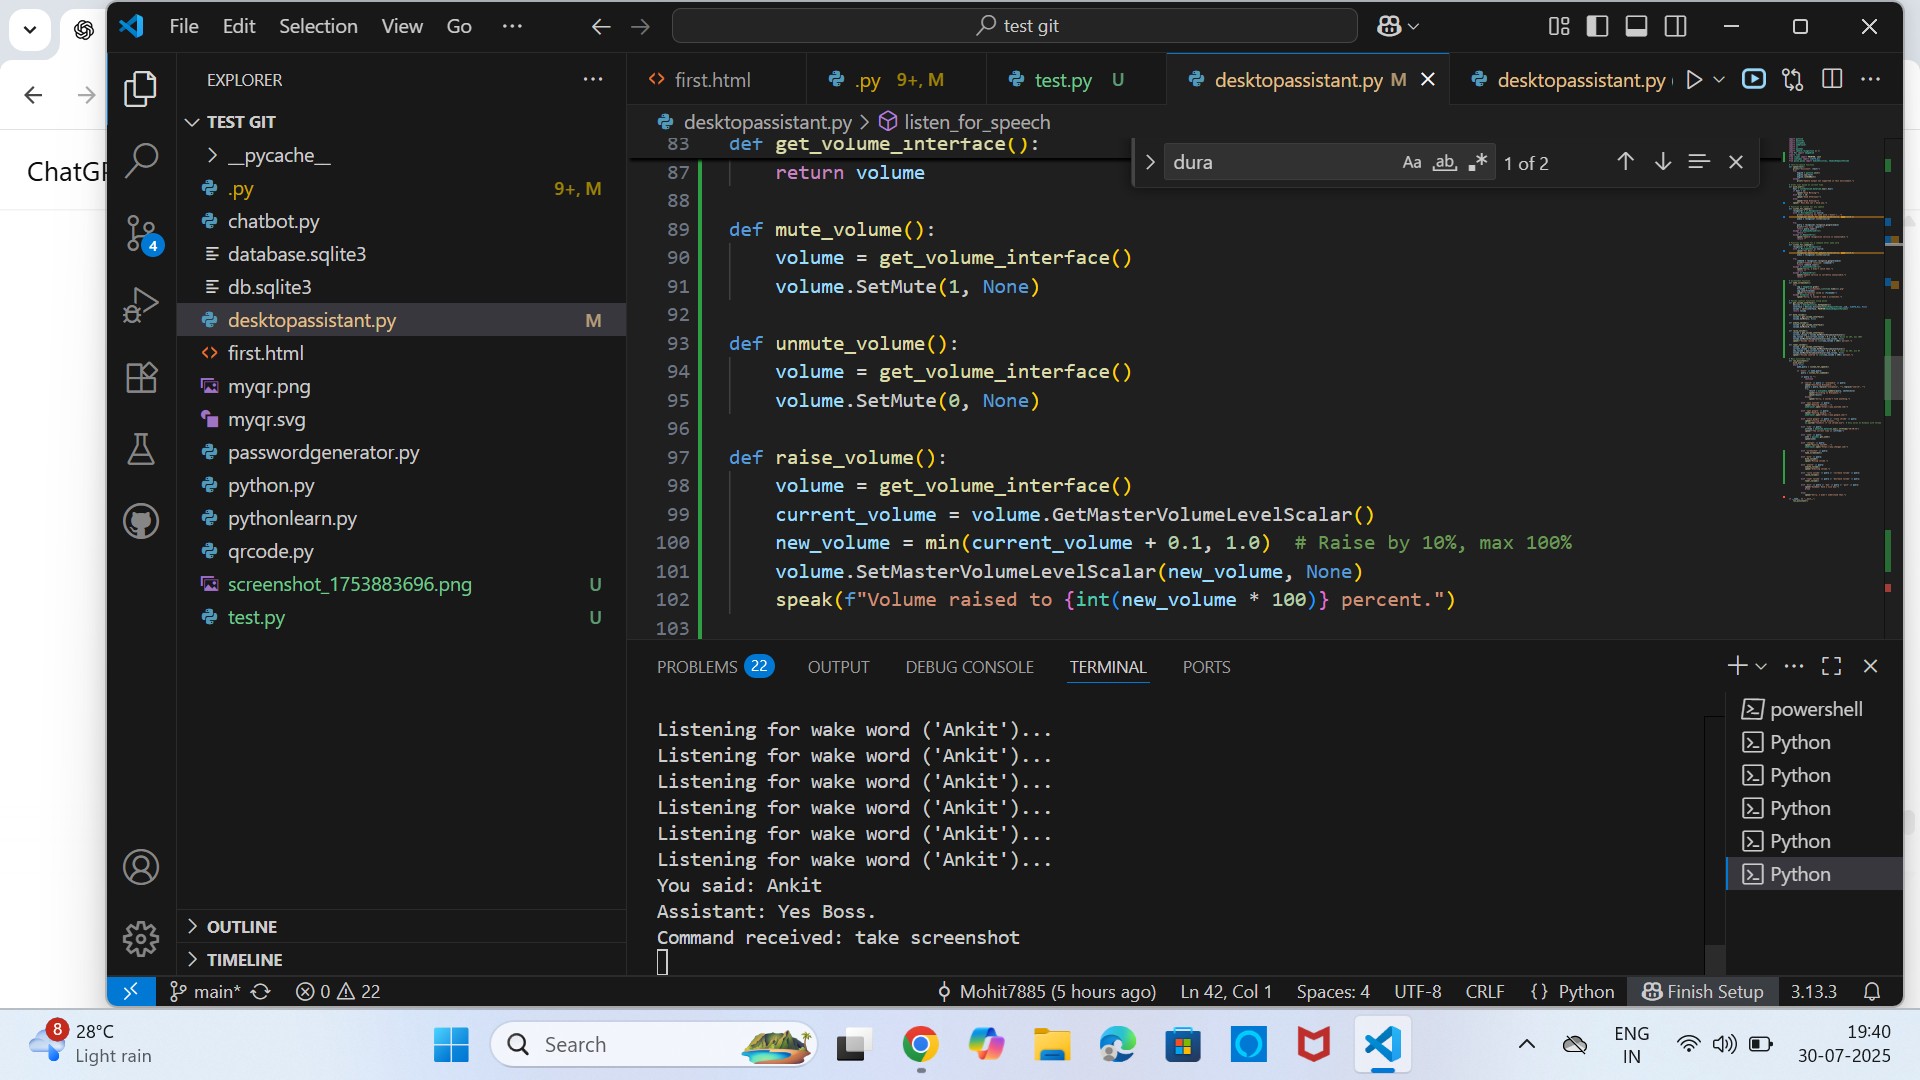 File Edit Selection View Go ···
test git
ChatGP
EXPLORER
TEST GIT
__pycache__
.py 9+, M
chatbot.py
database.sqlite3
db.sqlite3
desktopassistant.py M
first.html
myqr.png
myqr.svg
passwordgenerator.py
python.py
pythonlearn.py
qrcode.py
screenshot_1753883696.png U
test.py U
OUTLINE
TIMELINE
4
first.html .py 9+, M test.py U desktopassistant.py M desktopassistant.py
desktopassistant.py > listen_for_speech
dura Aa ab 1 of 2
83 def get_volume_interface():
87 return volume
88
89 def mute_volume():
90 volume = get_volume_interface()
91 volume.SetMute(1, None)
92
93 def unmute_volume():
94 volume = get_volume_interface()
95 volume.SetMute(0, None)
96
97 def raise_volume():
98 volume = get_volume_interface()
99 current_volume = volume.GetMasterVolumeLevelScalar()
100 new_volume = min(current_volume + 0.1, 1.0) # Raise by 10%, max 100%
101 volume.SetMasterVolumeLevelScalar(new_volume, None)
102 speak(f"Volume raised to {int(new_volume * 100)} percent.")
103
PROBLEMS 22 OUTPUT DEBUG CONSOLE TERMINAL PORTS
Listening for wake word ('Ankit')...
Listening for wake word ('Ankit')...
Listening for wake word ('Ankit')...
Listening for wake word ('Ankit')...
Listening for wake word ('Ankit')...
Listening for wake word ('Ankit')...
You said: Ankit
Assistant: Yes Boss.
Command received: take screenshot
powershell
Python
Python
Python
Python
Python
main* 0 22 Mohit7885 (5 hours ago) Ln 42, Col 1 Spaces: 4 UTF-8 CRLF {} Python Finish Setup 3.13.3
8 28°C
Light rain
Search
ENG
IN
19:40
30-07-2025